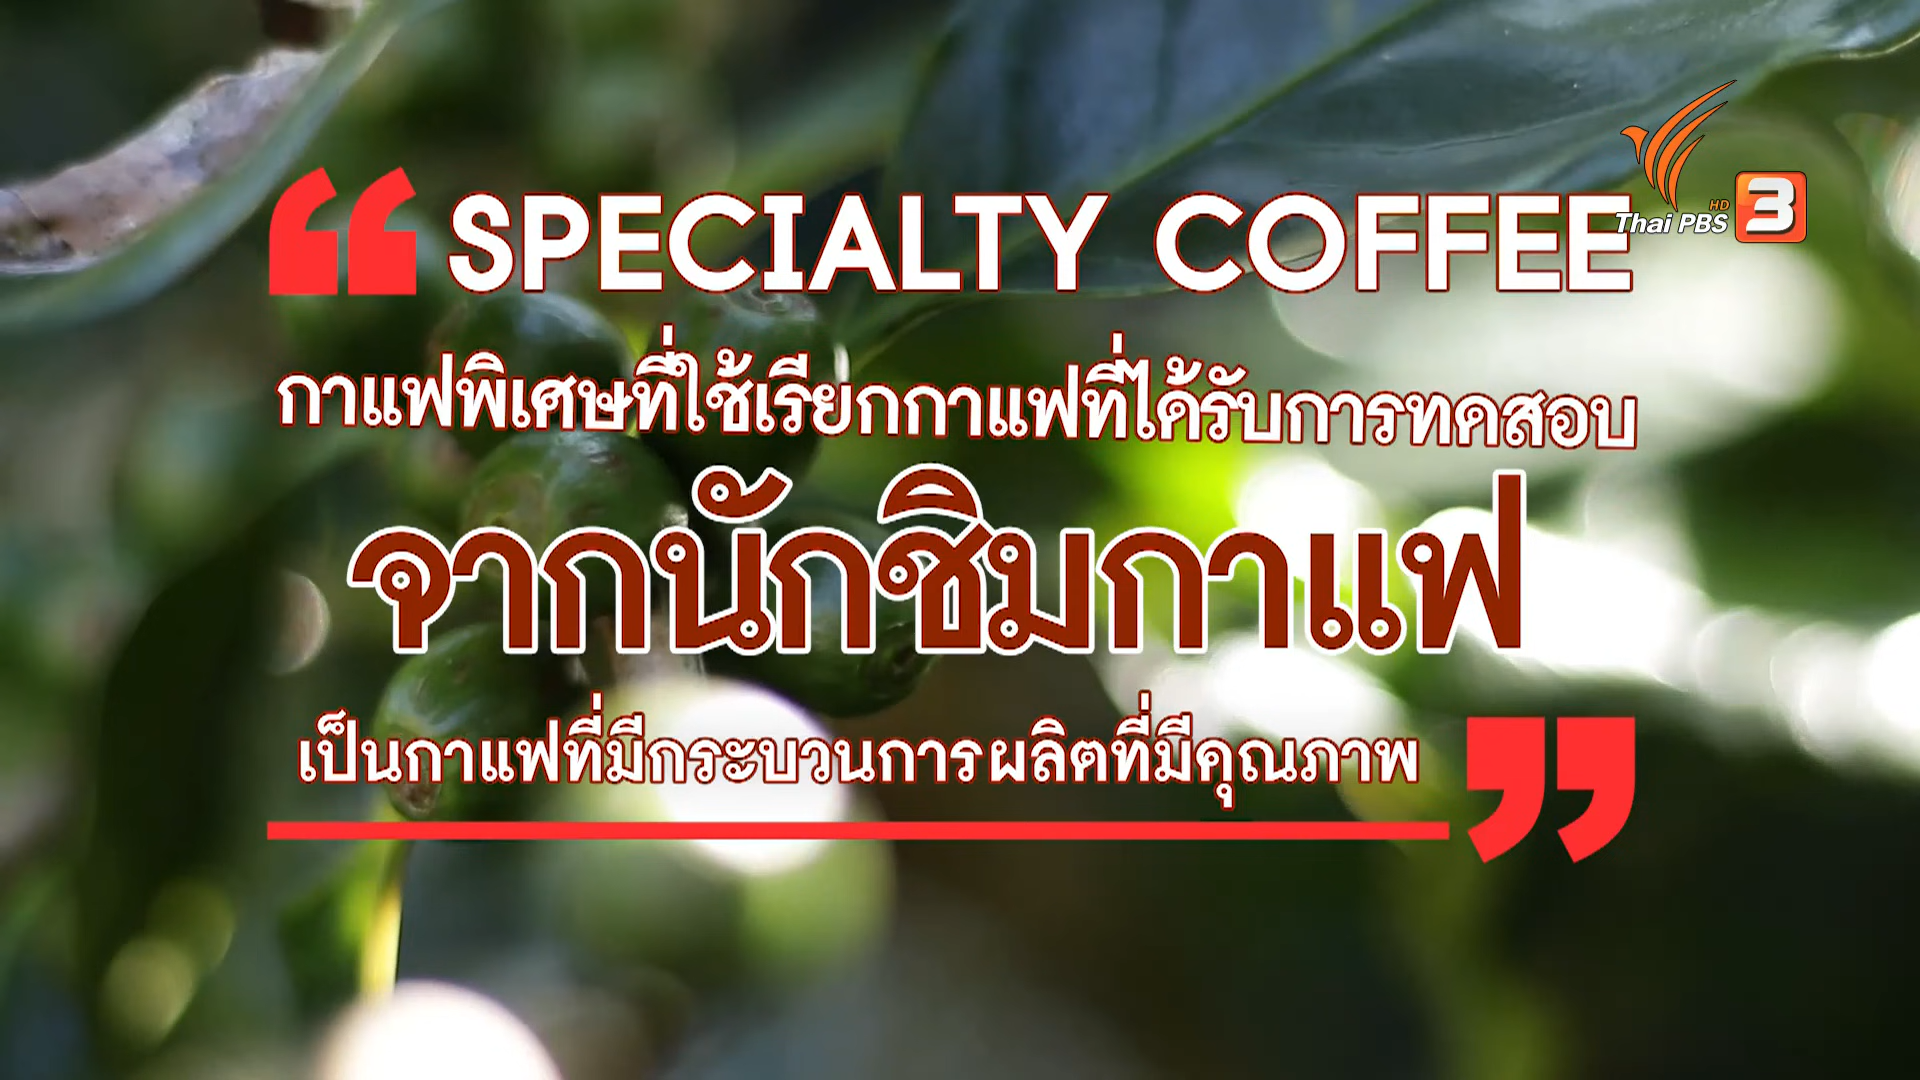 SPECIALTY COFFEE
Thai PBS HD 3
กาแฟพิเศษที่ใช้เรียกกาแฟที่ได้รับการทดสอบ
จากนักชิมกาแฟ
เป็นกาแฟที่มีกระบวนการผลิตที่มีคุณภาพ